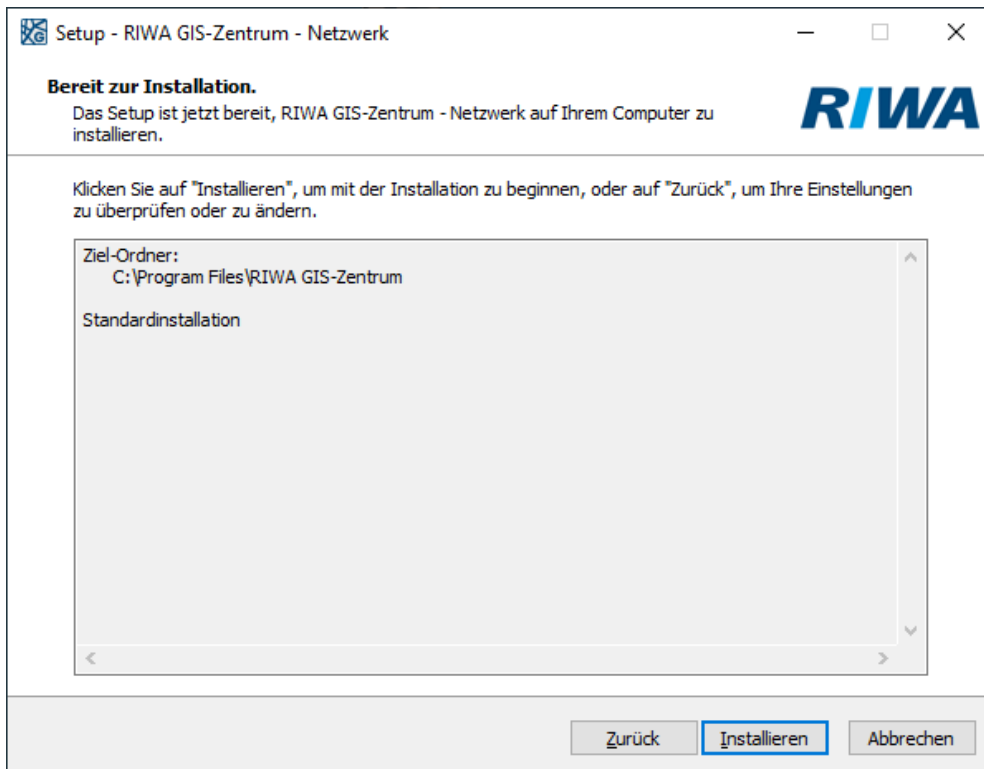 Setup - RIWA GIS-Zentrum - Netzwerk
Bereit zur Installation.
Das Setup ist jetzt bereit, RIWA GIS-Zentrum - Netzwerk auf Ihrem Computer zu
installieren.
RIWA
Klicken Sie auf "Installieren", um mit der Installation zu beginnen, oder auf "Zurück", um Ihre Einstellungen
zu überprüfen oder zu ändern.
Ziel-Ordner:
C:\Program Files\RIWA GIS-Zentrum
Standardinstallation
Zurück
Installieren
Abbrechen